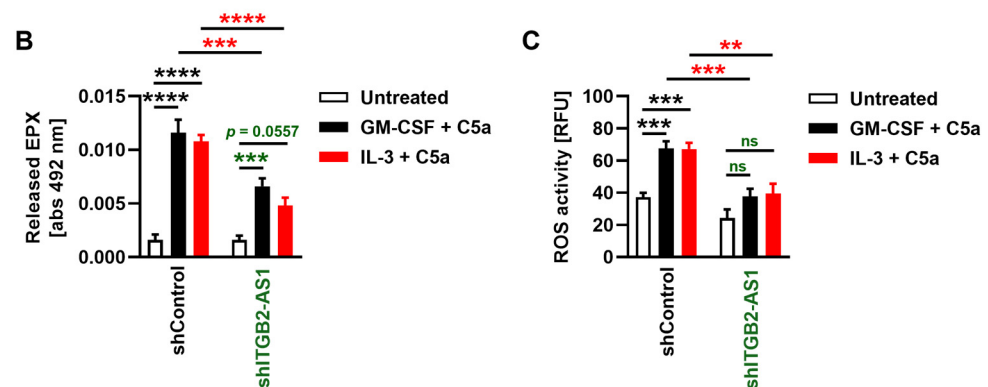 B
****
***
****
****
Released EPX
[abs 492 nm]
0.015
0.010
0.005
0.000
p = 0.0557
***
shControl
shITGB2-AS1
Untreated
GM-CSF + C5a
IL-3 + C5a
C
**
***
***
***
ROS activity [RFU]
100
80
60
40
20
0
ns
ns
shControl
shITGB2-AS1
Untreated
GM-CSF + C5a
IL-3 + C5a